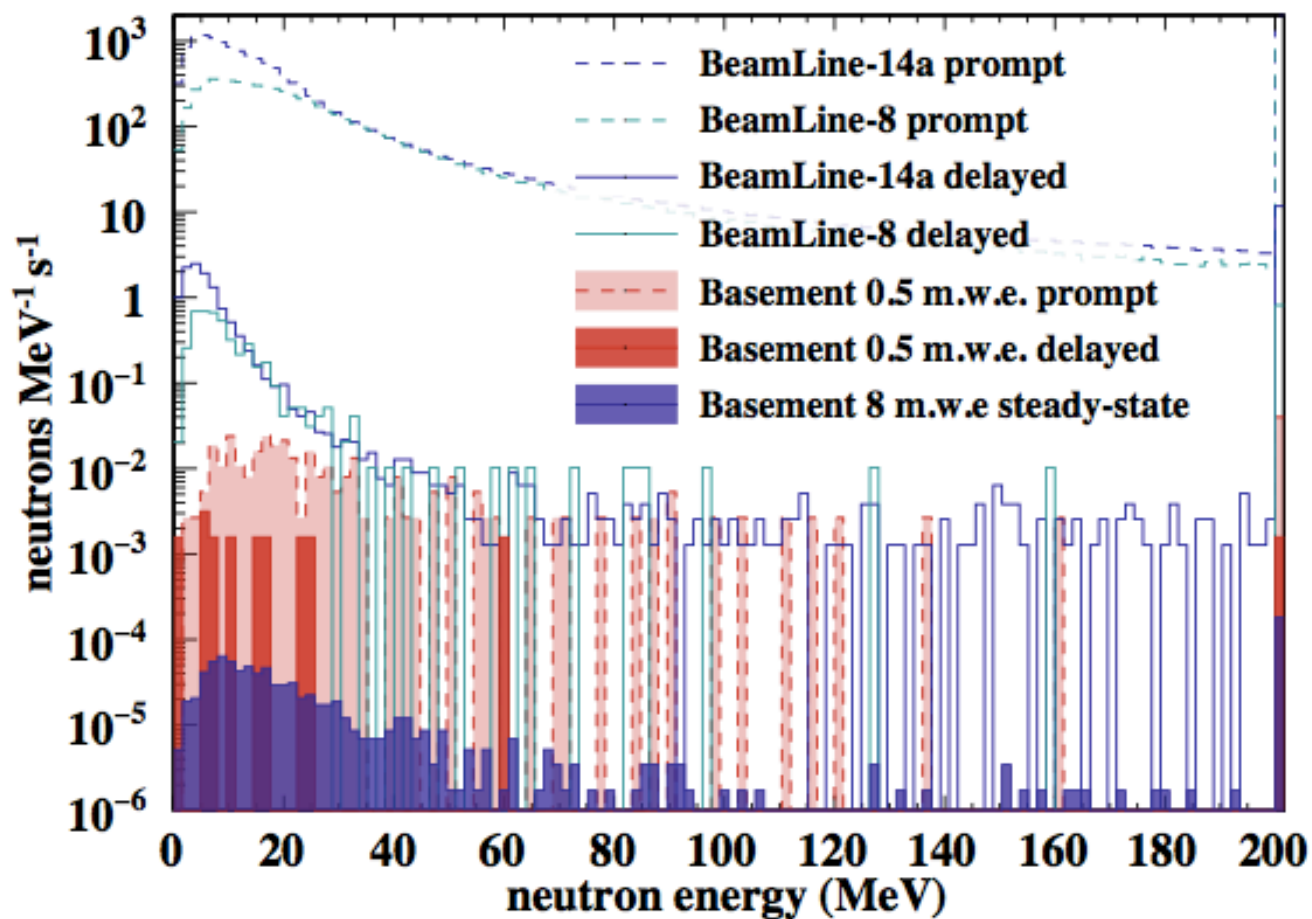 10³
10²
10
1
10⁻¹
10⁻²
10⁻³
10⁻⁴
10⁻⁵
10⁻⁶
neutrons MeV⁻¹ s⁻¹
BeamLine-14a prompt
BeamLine-8 prompt
BeamLine-14a delayed
BeamLine-8 delayed
Basement 0.5 m.w.e. prompt
Basement 0.5 m.w.e. delayed
Basement 8 m.w.e steady-state
0 20 40 60 80 100 120 140 160 180 200
neutron energy (MeV)